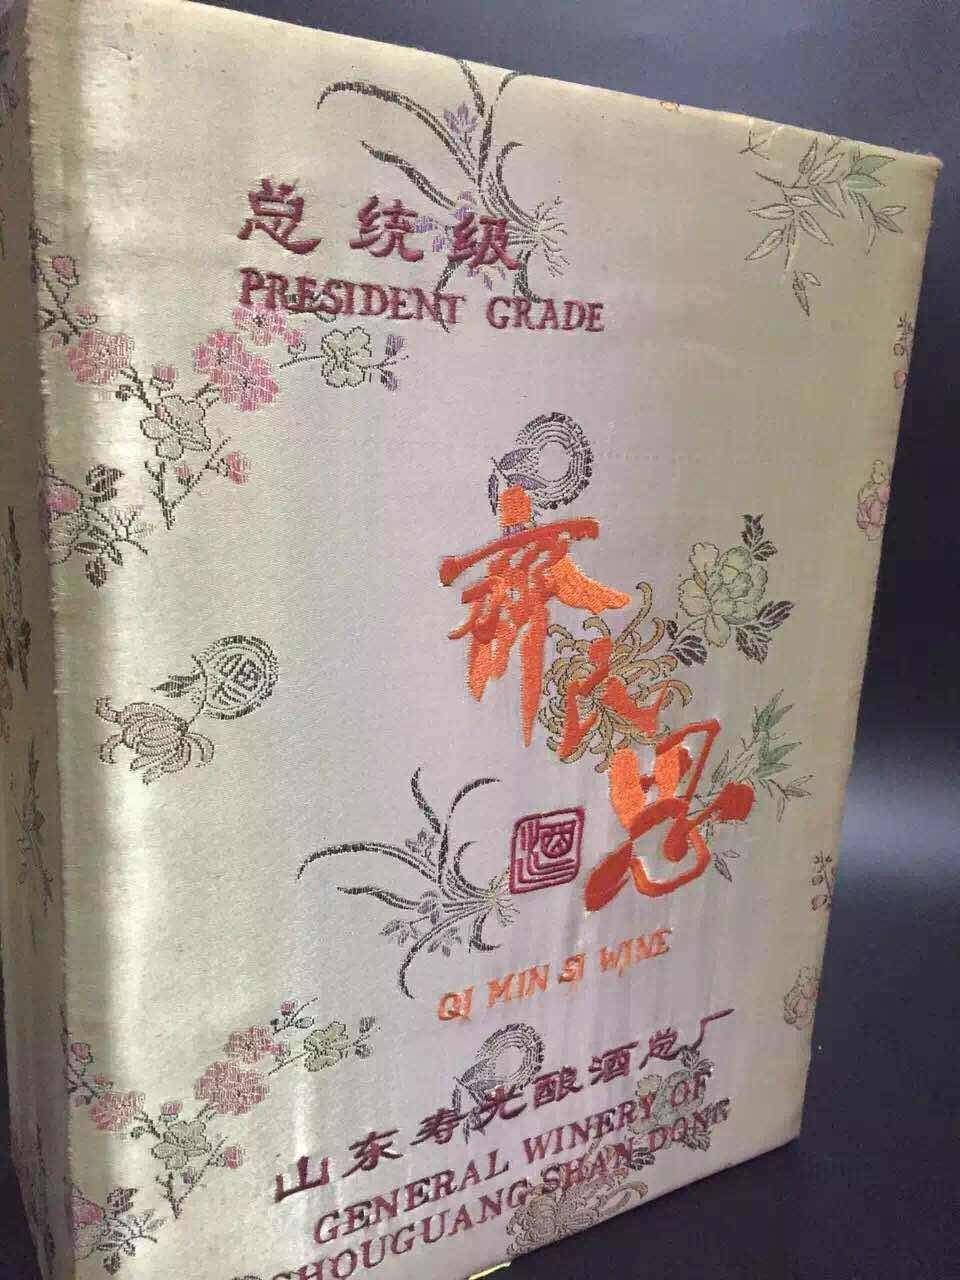 总统级
PRESIDENT GRADE
齐民思
酒
QI MIN SI WINE
山东寿光酿酒总厂
GENERAL WINERY OF
SHOUGUANG SHAN DONG